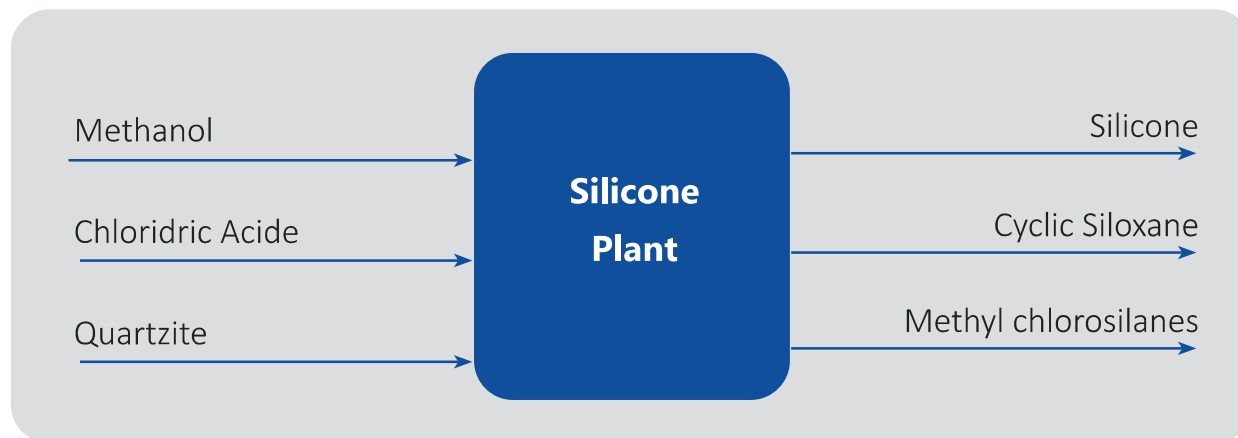 Methanol
Chloridric Acide
Quartzite
Silicone
Plant
Silicone
Cyclic Siloxane
Methyl chlorosilanes